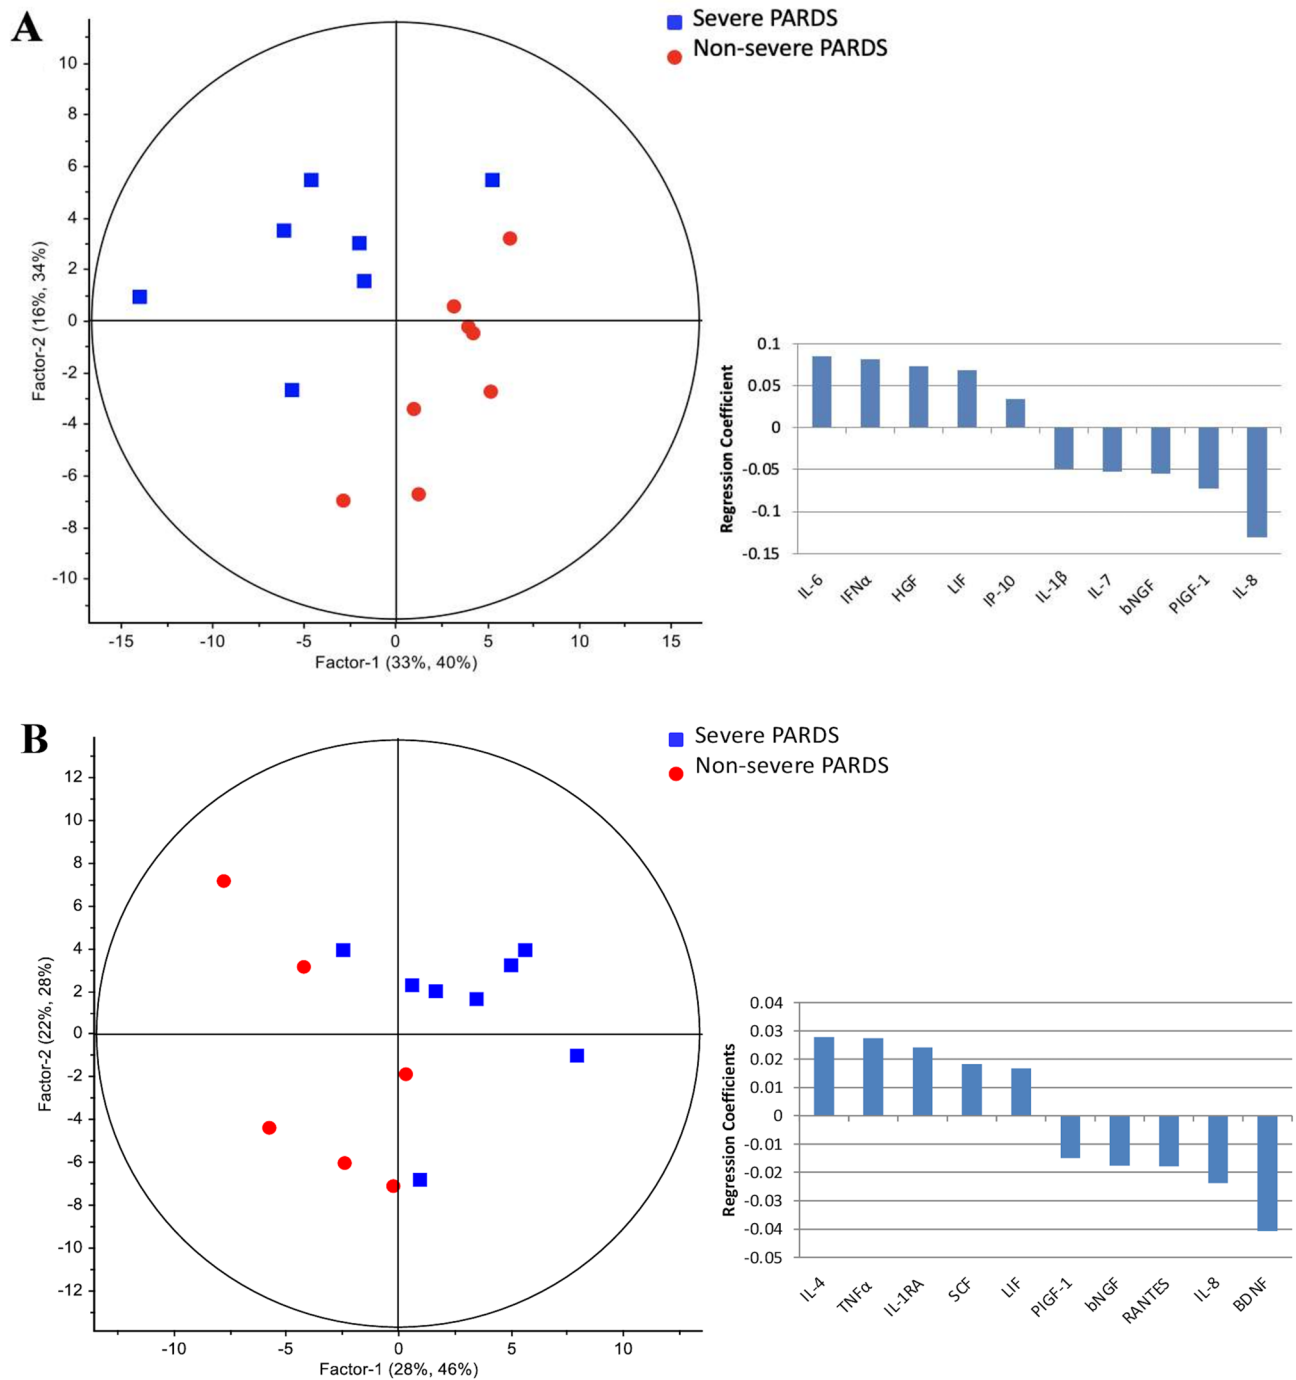 A
Severe PARDS
Non-severe PARDS
10
8
6
4
2
0
-2
-4
-6
-8
-10
Factor-2 (16%, 34%)
-15
-10
-5
0
5
10
15
Factor-1 (33%, 40%)
0.1
0.05
0
-0.05
-0.1
-0.15
Regression Coefficient
IL-6
IFNα
HGF
LIF
IP-10
IL-1β
IL-7
bNGF
PIGF-1
IL-8
B
Severe PARDS
Non-severe PARDS
12
10
8
6
4
2
0
-2
-4
-6
-8
-10
-12
Factor-2 (22%, 28%)
-10
-5
0
5
10
Factor-1 (28%, 46%)
0.04
0.03
0.02
0.01
0
-0.01
-0.02
-0.03
-0.04
-0.05
Regression Coefficients
IL-4
TNFα
IL-1RA
SCF
LIF
PIGF-1
bNGF
RANTES
IL-8
BDNF